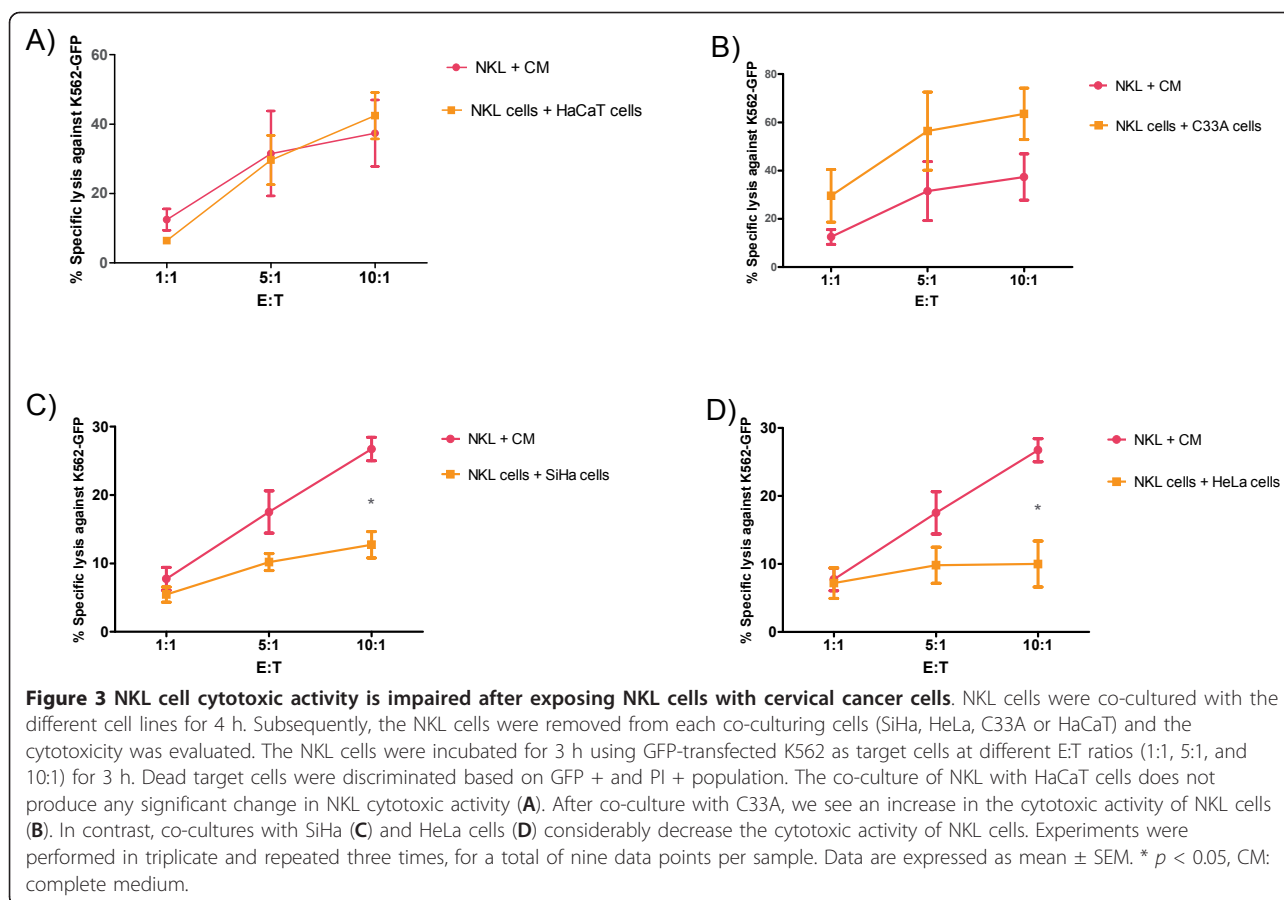 A)
60
40
20
0
% Specific lysis against K562-GFP
1:1
5:1
10:1
E:T
NKL + CM
NKL cells + HaCaT cells
B)
80
60
40
20
0
% Specific lysis against K562-GFP
1:1
5:1
10:1
E:T
NKL + CM
NKL cells + C33A cells
C)
30
20
10
0
% Specific lysis against K562-GFP
*
1:1
5:1
10:1
E:T
NKL + CM
NKL cells + SiHa cells
D)
30
20
10
0
% Specific lysis against K562-GFP
*
1:1
5:1
10:1
E:T
NKL + CM
NKL cells + HeLa cells
Figure 3 NKL cell cytotoxic activity is impaired after exposing NKL cells with cervical cancer cells. NKL cells were co-cultured with the
different cell lines for 4 h. Subsequently, the NKL cells were removed from each co-culturing cells (SiHa, HeLa, C33A or HaCaT) and the
cytotoxicity was evaluated. The NKL cells were incubated for 3 h using GFP-transfected K562 as target cells at different E:T ratios (1:1, 5:1, and
10:1) for 3 h. Dead target cells were discriminated based on GFP + and PI + population. The co-culture of NKL with HaCaT cells does not
produce any significant change in NKL cytotoxic activity (A). After co-culture with C33A, we see an increase in the cytotoxic activity of NKL cells
(B). In contrast, co-cultures with SiHa (C) and HeLa cells (D) considerably decrease the cytotoxic activity of NKL cells. Experiments were
performed in triplicate and repeated three times, for a total of nine data points per sample. Data are expressed as mean ± SEM. * p < 0.05, CM:
complete medium.